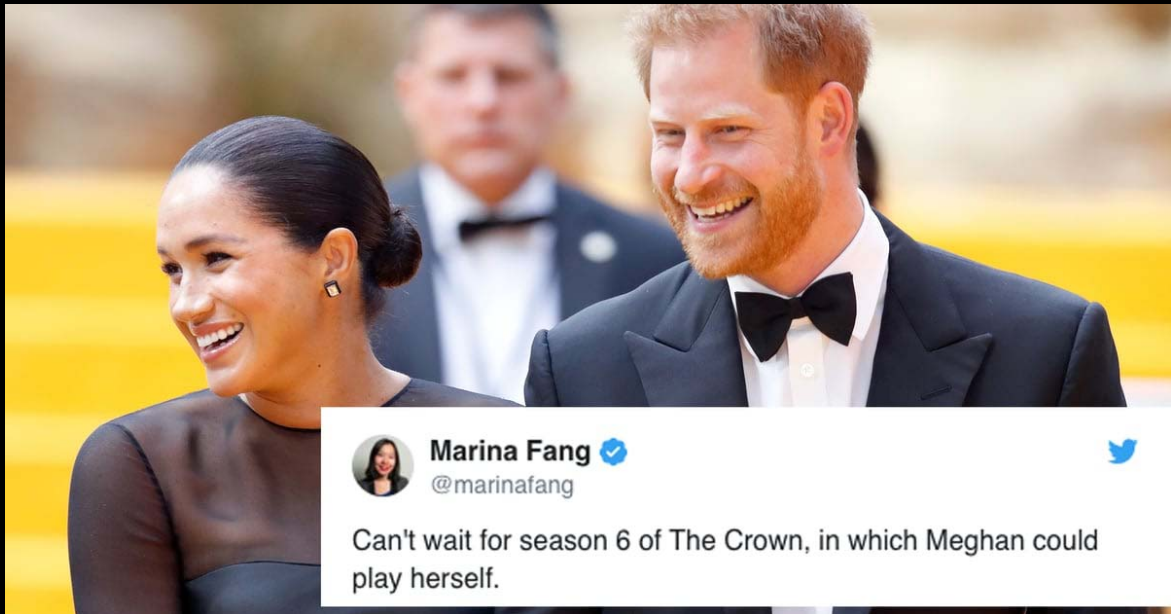 Marina Fang
@marinafang
Can't wait for season 6 of The Crown, in which Meghan could
play herself.